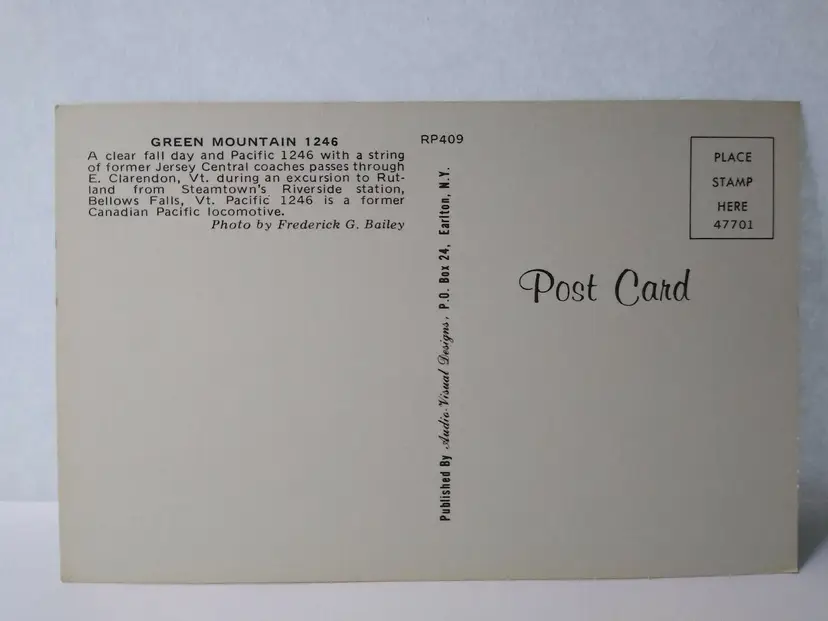 GREEN MOUNTAIN 1246
A clear fall day and Pacific 1246 with a string
of former Jersey Central coaches passes through
E. Clarendon, Vt. during an excursion to Rut-
land from Steamtown's Riverside station,
Bellows Falls, Vt. Pacific 1246 is a former
Canadian Pacific locomotive.
Photo by Frederick G. Bailey
RP409
Published By Audio-Visual Designs, P.O. Box 24, Earlton, N.Y.
PLACE
STAMP
HERE
47701
Post Card